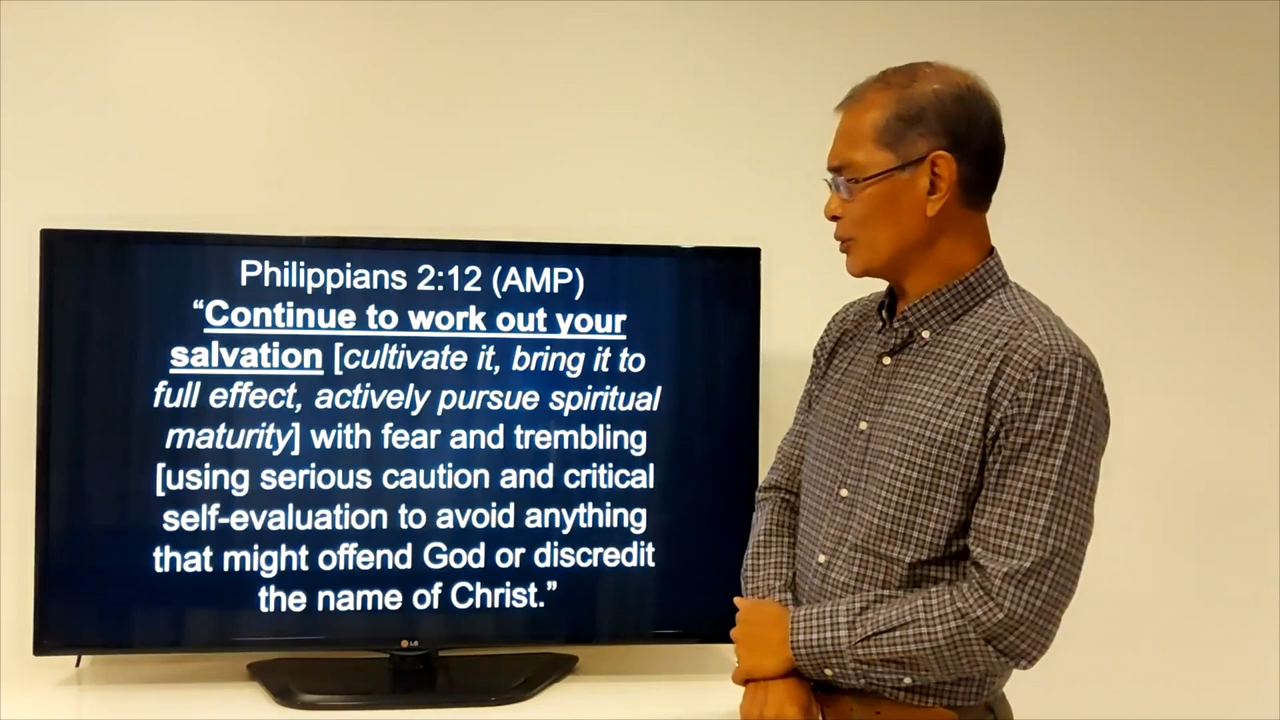 Philippians 2:12 (AMP)
“Continue to work out your
salvation [cultivate it, bring it to
full effect, actively pursue spiritual
maturity] with fear and trembling
[using serious caution and critical
self-evaluation to avoid anything
that might offend God or discredit
the name of Christ.”
LG